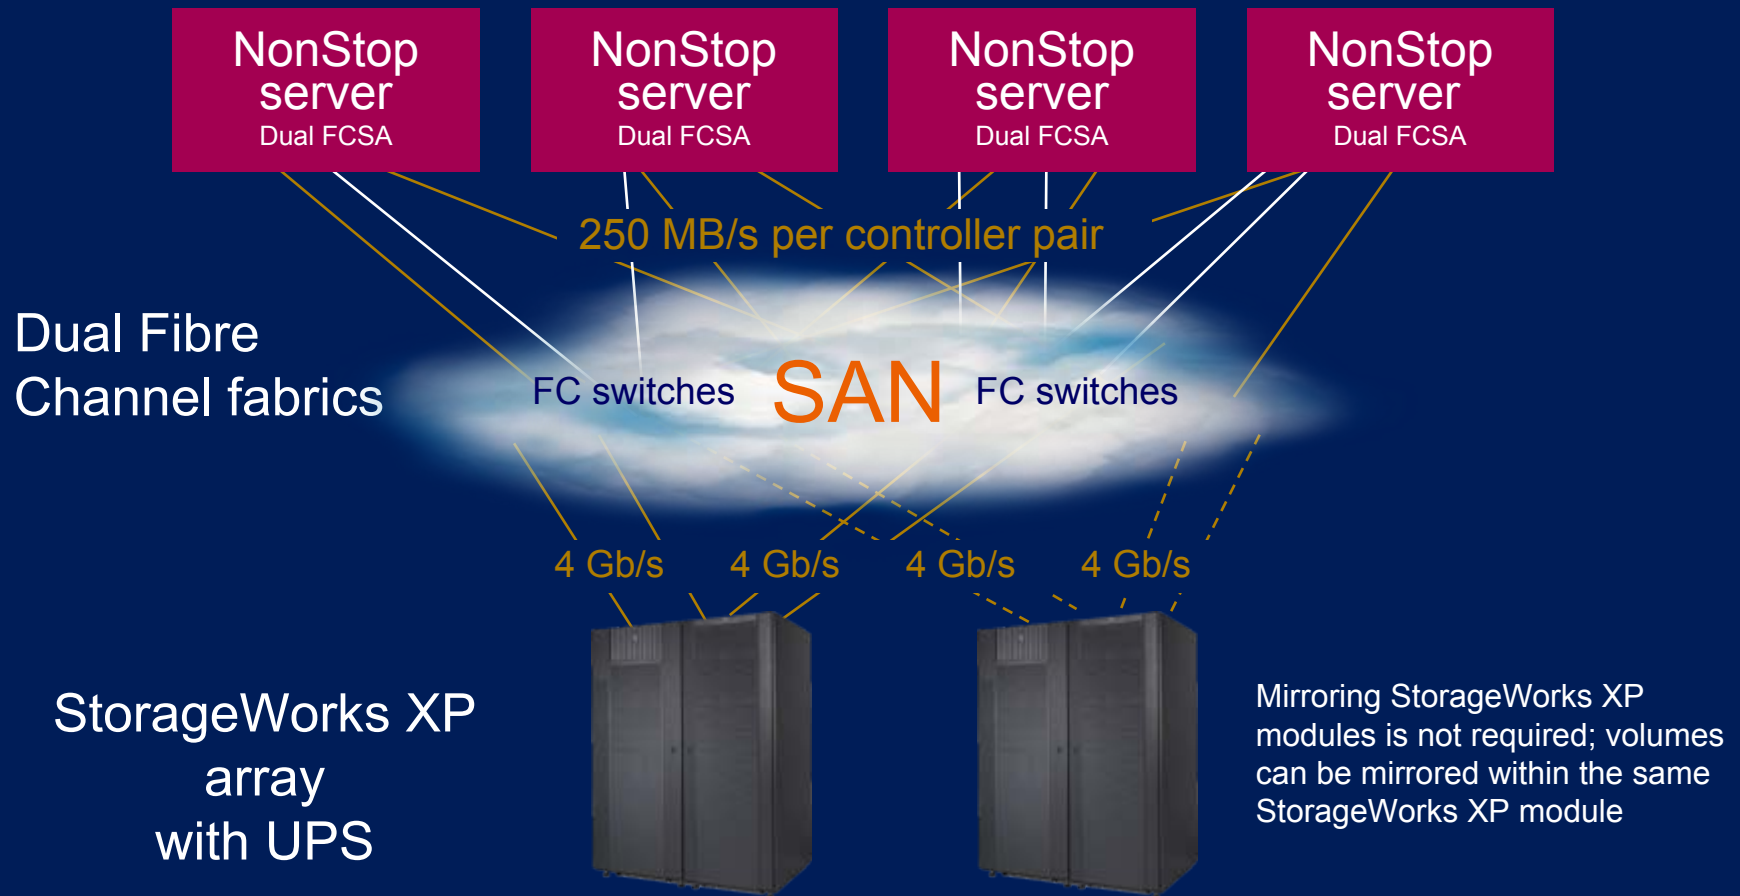 NonStop
server
Dual FCSA
NonStop
server
Dual FCSA
NonStop
server
Dual FCSA
NonStop
server
Dual FCSA
250 MB/s per controller pair
Dual Fibre
Channel fabrics
FC switches
SAN
FC switches
4 Gb/s
4 Gb/s
4 Gb/s
4 Gb/s
StorageWorks XP
array
with UPS
Mirroring StorageWorks XP
modules is not required; volumes
can be mirrored within the same
StorageWorks XP module